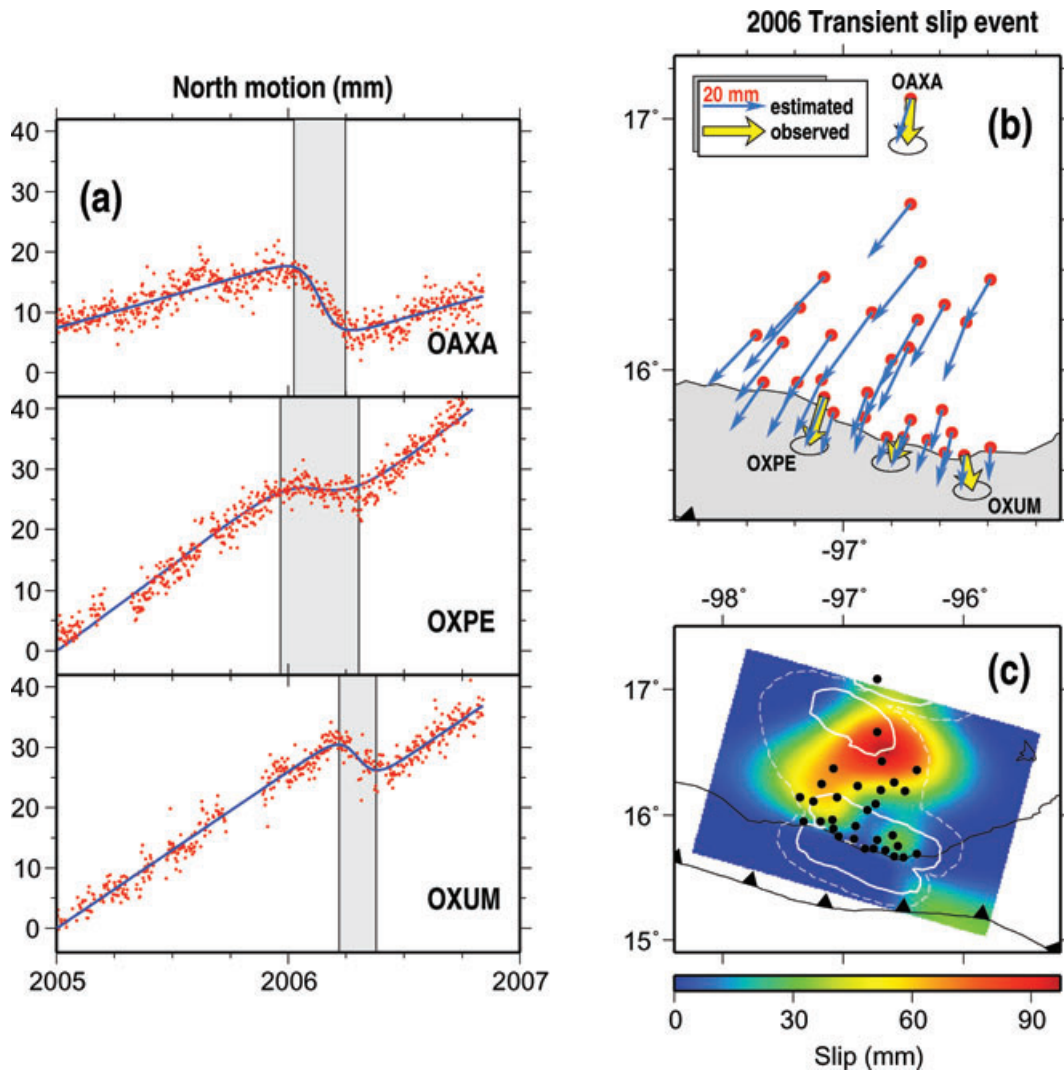 2006 Transient slip event
North motion (mm)
(a)
40
30
20
10
0
OAXA
40
30
20
10
0
OXPE
40
30
20
10
0
OXUM
2005
2006
2007
20 mm
estimated
observed
OAXA
(b)
17˚
16˚
OXPE
OXUM
-97˚
-98˚
-97˚
-96˚
(c)
17˚
16˚
15˚
0
30
60
90
Slip (mm)